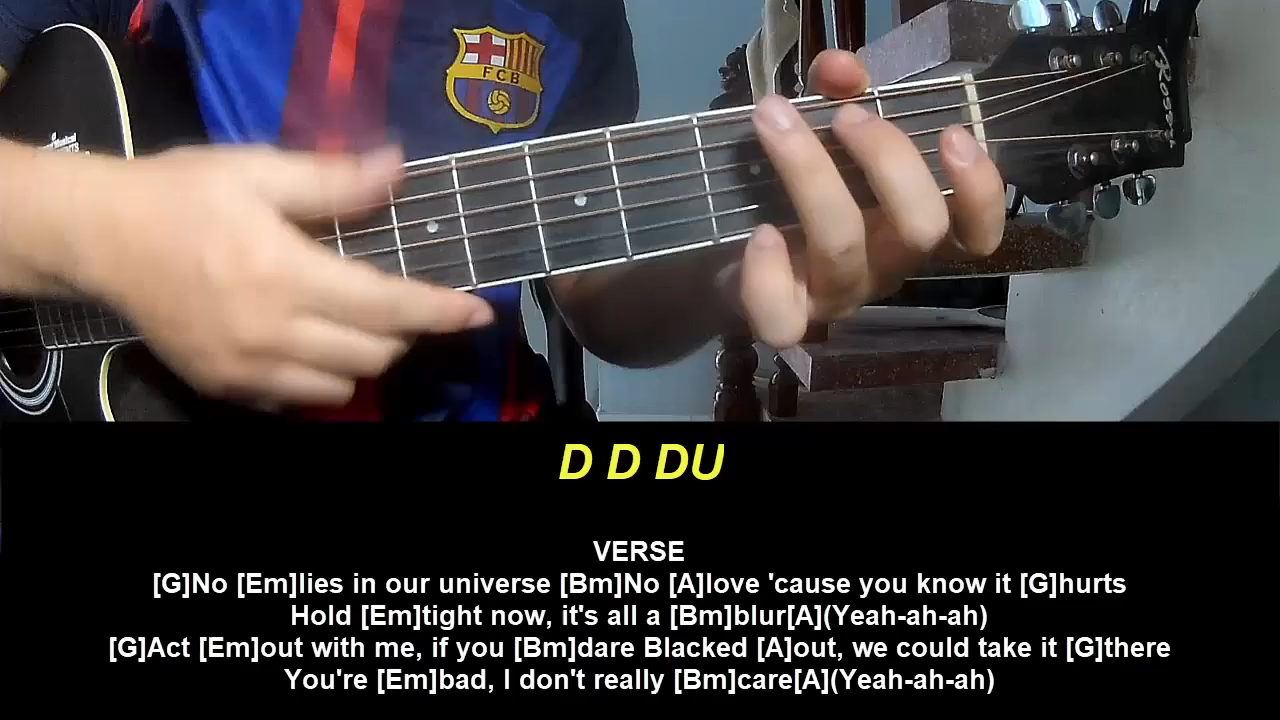 FCB
Rosen
D D DU
VERSE
[G]No [Em]lies in our universe [Bm]No [A]love 'cause you know it [G]hurts
Hold [Em]tight now, it's all a [Bm]blur[A](Yeah-ah-ah)
[G]Act [Em]out with me, if you [Bm]dare Blacked [A]out, we could take it [G]there
You're [Em]bad, I don't really [Bm]care[A](Yeah-ah-ah)